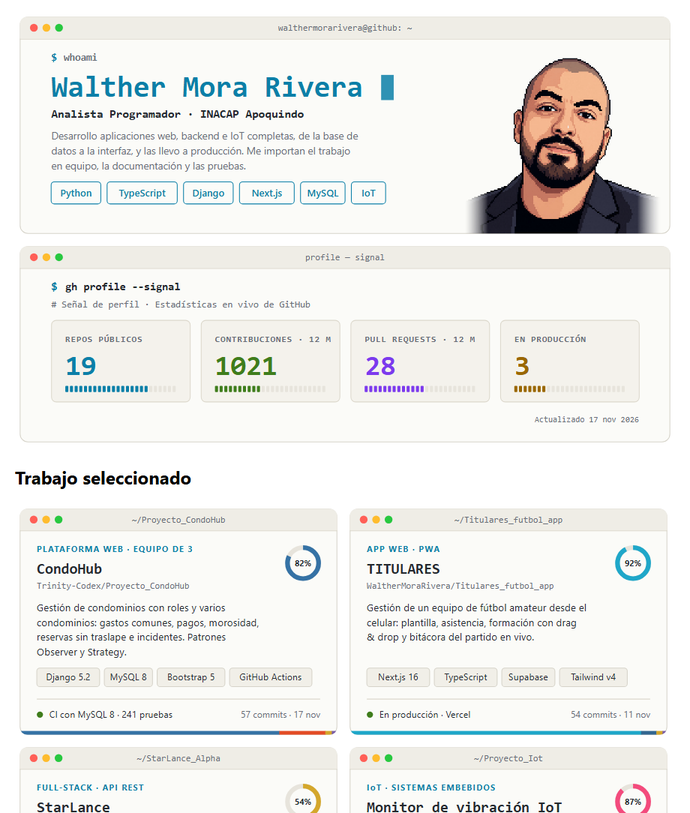 walthermorarivera@github: ~
$ whoami
Walther Mora Rivera
Analista Programador · INACAP Apoquindo
Desarrollo aplicaciones web, backend e IoT completas, de la base de
datos a la interfaz, y las llevo a producción. Me importan el trabajo
en equipo, la documentación y las pruebas.
Python TypeScript Django Next.js MySQL IoT
profile — signal
$ gh profile --signal
# Señal de perfil · Estadísticas en vivo de GitHub
REPOS PÚBLICOS
19
CONTRIBUCIONES · 12 M
1021
PULL REQUESTS · 12 M
28
EN PRODUCCIÓN
3
Actualizado 17 nov 2026
Trabajo seleccionado
~/Proyecto_CondoHub
PLATAFORMA WEB · EQUIPO DE 3
82%
CondoHub
Trinity-Codex/Proyecto_CondoHub
Gestión de condominios con roles y varios
condominios: gastos comunes, pagos, morosidad,
reservas sin traslape e incidentes. Patrones
Observer y Strategy.
Django 5.2 MySQL 8 Bootstrap 5 GitHub Actions
CI con MySQL 8 · 241 pruebas 57 commits · 17 nov
~/Titulares_futbol_app
APP WEB · PWA
92%
TITULARES
WaltherMoraRivera/Titulares_futbol_app
Gestión de un equipo de fútbol amateur desde el
celular: plantilla, asistencia, formación con drag
& drop y bitácora del partido en vivo.
Next.js 16 TypeScript Supabase Tailwind v4
En producción · Vercel 54 commits · 11 nov
~/StarLance_Alpha
FULL-STACK · API REST
54%
StarLance
~/Proyecto_Iot
IoT · SISTEMAS EMBEBIDOS
87%
Monitor de vibración IoT